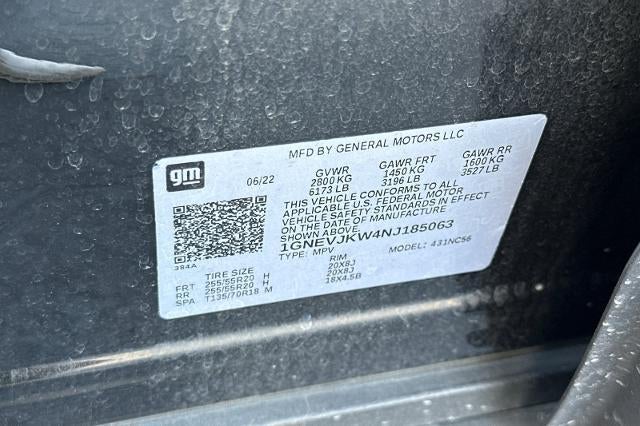 MFD BY GENERAL MOTORS LLC
gm 06/22 GVWR GAWR FRT GAWR RR
2800 KG 1450 KG 1600 KG
6173 LB 3196 LB 3527 LB
THIS VEHICLE CONFORMS TO ALL
APPLICABLE U.S. FEDERAL MOTOR
VEHICLE SAFETY STANDARDS IN EFFECT
ON THE DATE OF MANUFACTURE
SHOWN ABOVE.
1GNEVJKW4NJ185063
384A TYPE: MPV MODEL: 431NC56
TIRE SIZE RIM
FRT 255/55R20 H 20X8J
RR 255/55R20 H 20X8J
SPA T135/70R18 M 18X4.5B